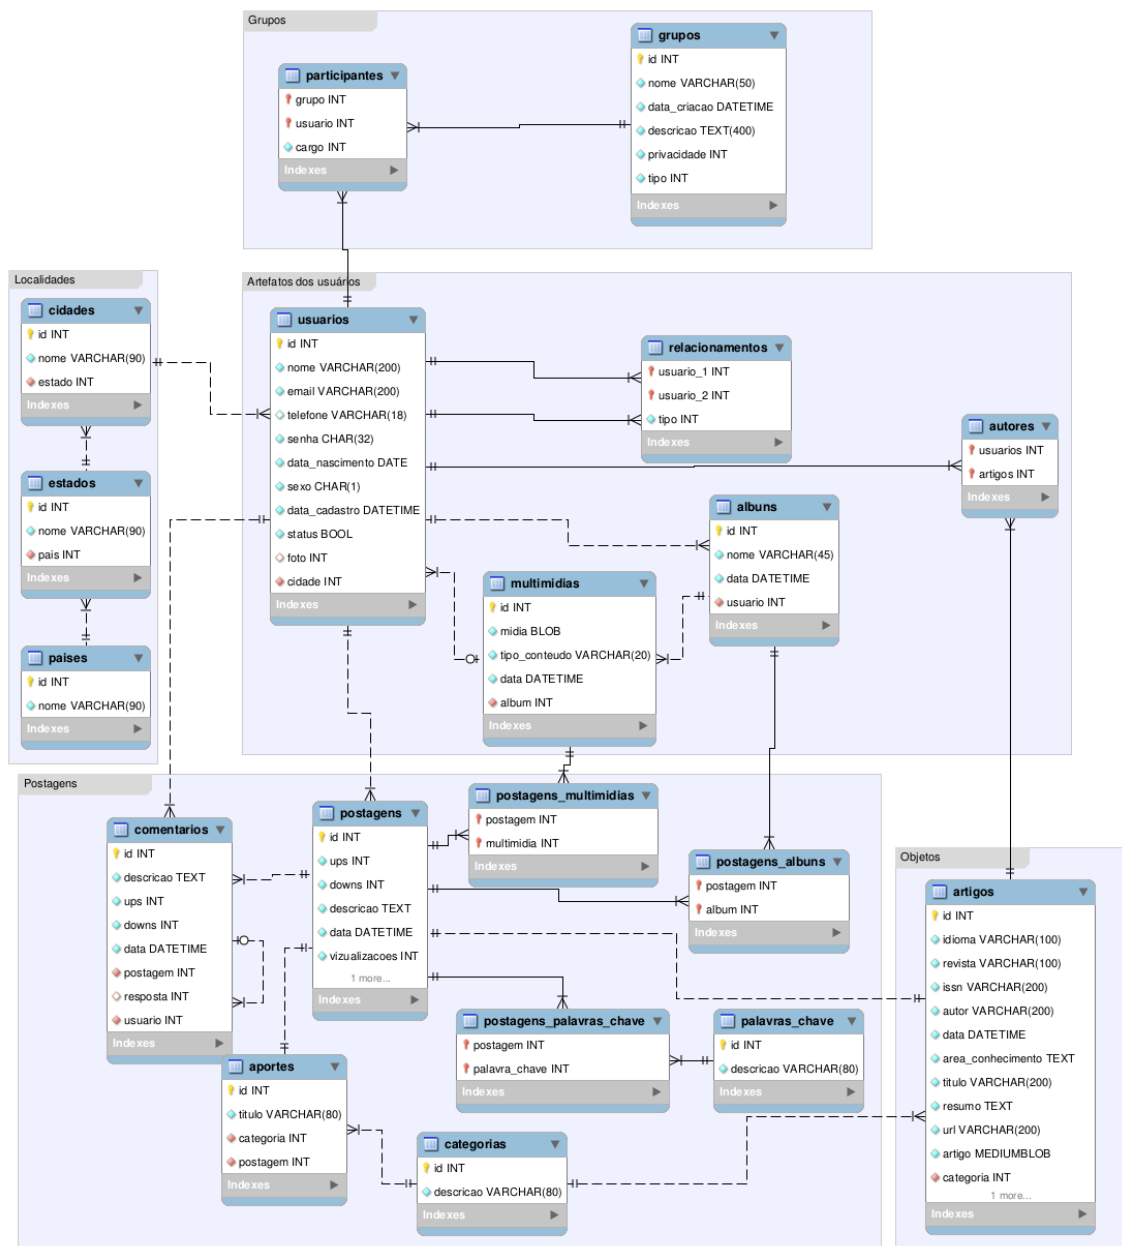 Grupos
participantes
grupo INT
usuario INT
cargo INT
Indexes
grupos
id INT
nome VARCHAR(50)
data_criacao DATETIME
descricao TEXT(400)
privacidade INT
tipo INT
Indexes
Localidades
cidades
id INT
nome VARCHAR(90)
estado INT
Indexes
estados
id INT
nome VARCHAR(90)
pais INT
Indexes
paises
id INT
nome VARCHAR(90)
Indexes
Artefatos dos usuários
usuarios
id INT
nome VARCHAR(200)
email VARCHAR(200)
telefone VARCHAR(18)
senha CHAR(32)
data_nascimento DATE
sexo CHAR(1)
data_cadastro DATETIME
status BOOL
foto INT
cidade INT
Indexes
relacionamentos
usuario_1 INT
usuario_2 INT
tipo INT
Indexes
autores
usuarios INT
artigos INT
Indexes
albuns
id INT
nome VARCHAR(45)
data DATETIME
usuario INT
Indexes
multimidias
id INT
midia BLOB
tipo_conteudo VARCHAR(20)
data DATETIME
album INT
Indexes
Postagens
comentarios
id INT
descricao TEXT
ups INT
downs INT
data DATETIME
postagem INT
resposta INT
usuario INT
Indexes
postagens
id INT
ups INT
downs INT
descricao TEXT
data DATETIME
vizualizacoes INT
1 more...
Indexes
postagens_multimidias
postagem INT
multimidia INT
Indexes
postagens_albuns
postagem INT
album INT
Indexes
postagens_palavras_chave
postagem INT
palavra_chave INT
Indexes
palavras_chave
id INT
descricao VARCHAR(80)
Indexes
aportes
id INT
titulo VARCHAR(80)
categoria INT
postagem INT
Indexes
categorias
id INT
descricao VARCHAR(80)
Indexes
Objetos
artigos
id INT
idioma VARCHAR(100)
revista VARCHAR(100)
issn VARCHAR(200)
autor VARCHAR(200)
data DATETIME
area_conhecimento TEXT
titulo VARCHAR(200)
resumo TEXT
url VARCHAR(200)
artigo MEDIUMBLOB
categoria INT
1 more...
Indexes